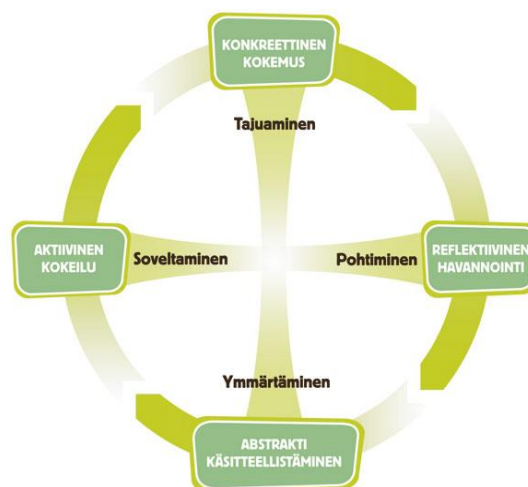 KONKREETTINEN
KOKEMUS
Tajuaminen
AKTIIVINEN
KOKEILU
Soveltaminen
Pohtiminen
REFLEKTIIVINEN
HAVANNOINTI
Ymmärtäminen
ABSTRAKTI
KÄSITTEELLISTÄMINEN